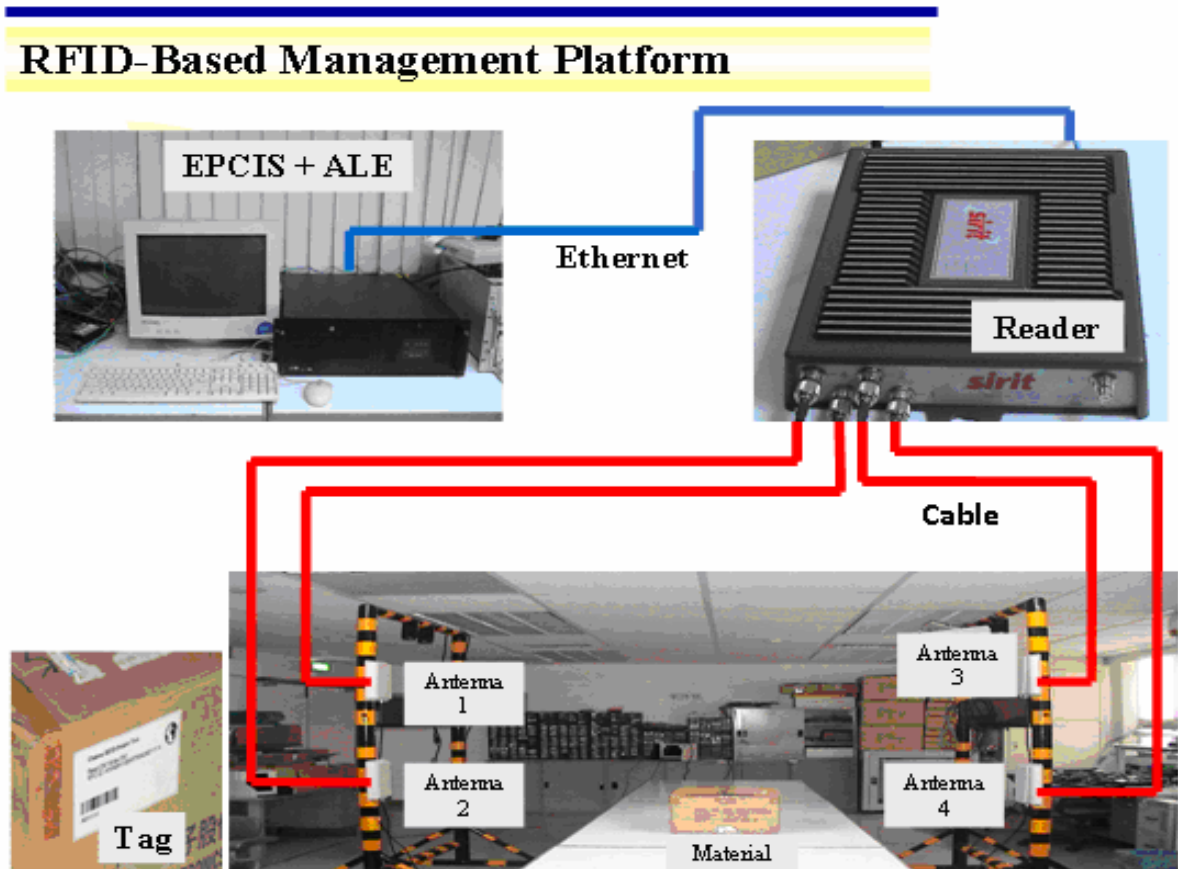 RFID-Based Management Platform
EPCIS + ALE
Ethernet
Reader
sirit
Cable
Antenna
1
Antenna
3
Antenna
2
Antenna
4
Tag
Material